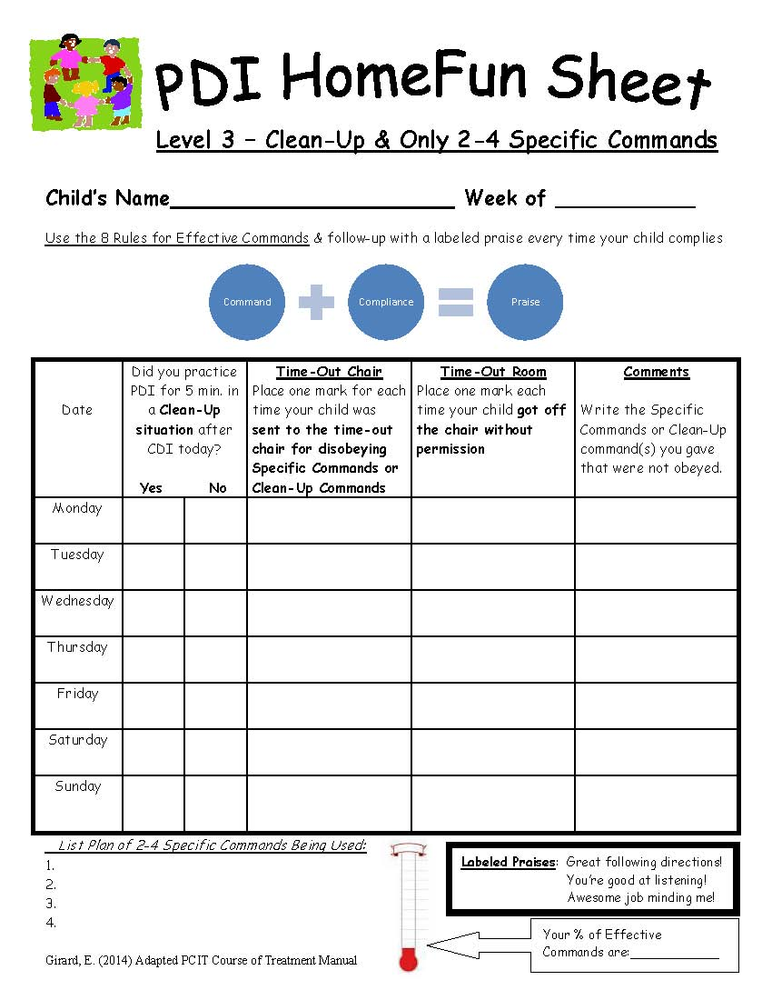 PDI HomeFun Sheet
Level 3 – Clean-Up & Only 2-4 Specific Commands
Child's Name________________________ Week of ____________
Use the 8 Rules for Effective Commands & follow-up with a labeled praise every time your child complies
Command
Compliance
Praise
Date
Did you practice
PDI for 5 min. in
a Clean-Up
situation after
CDI today?
Yes No
Time-Out Chair
Place one mark for each
time your child was
sent to the time-out
chair for disobeying
Specific Commands or
Clean-Up Commands
Time-Out Room
Place one mark each
time your child got off
the chair without
permission
Comments
Write the Specific
Commands or Clean-Up
command(s) you gave
that were not obeyed.
Monday
Tuesday
Wednesday
Thursday
Friday
Saturday
Sunday
List Plan of 2-4 Specific Commands Being Used:
1.
2.
3.
4.
Labeled Praises: Great following directions!
You're good at listening!
Awesome job minding me!
Your % of Effective
Commands are:____________
Girard, E. (2014) Adapted PCIT Course of Treatment Manual